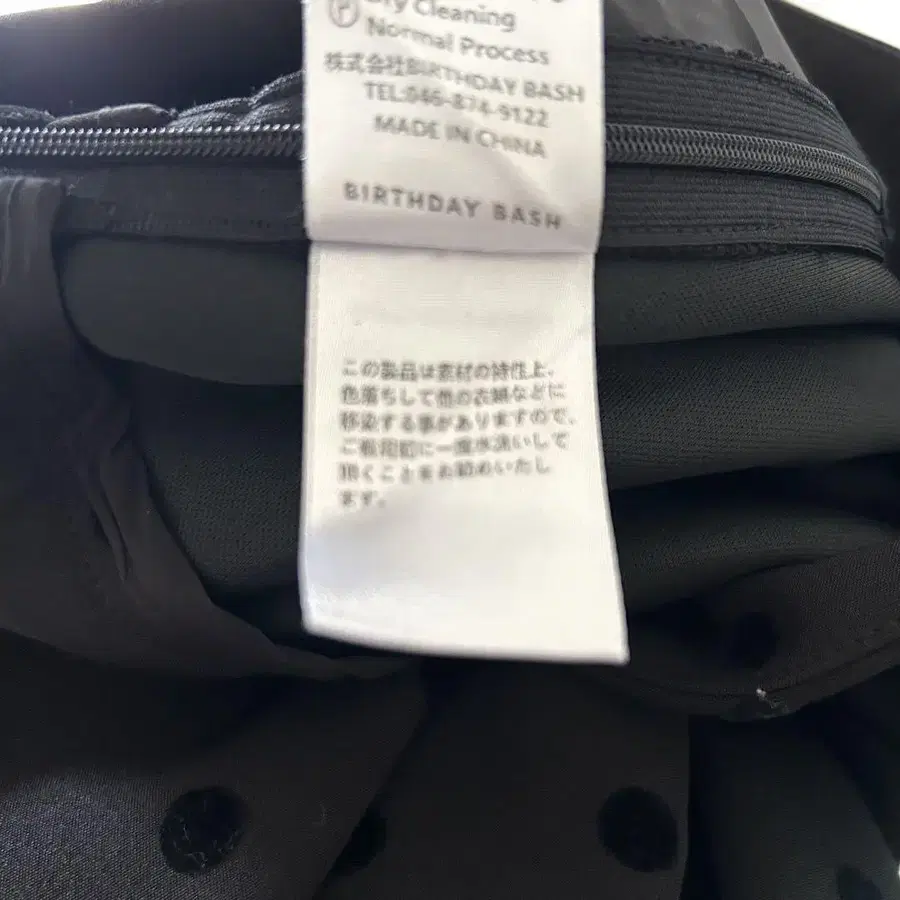 Ⓟ Dry Cleaning
Normal Process
株式会社BIRTHDAY BASH
TEL:046-874-9122
MADE IN CHINA
BIRTHDAY BASH
この製品は素材の特性上、
色落ちして他の衣類などに
移染する事がありますので、
ご着用前に一度水洗いして
頂くことをお勧めいたし
ます。